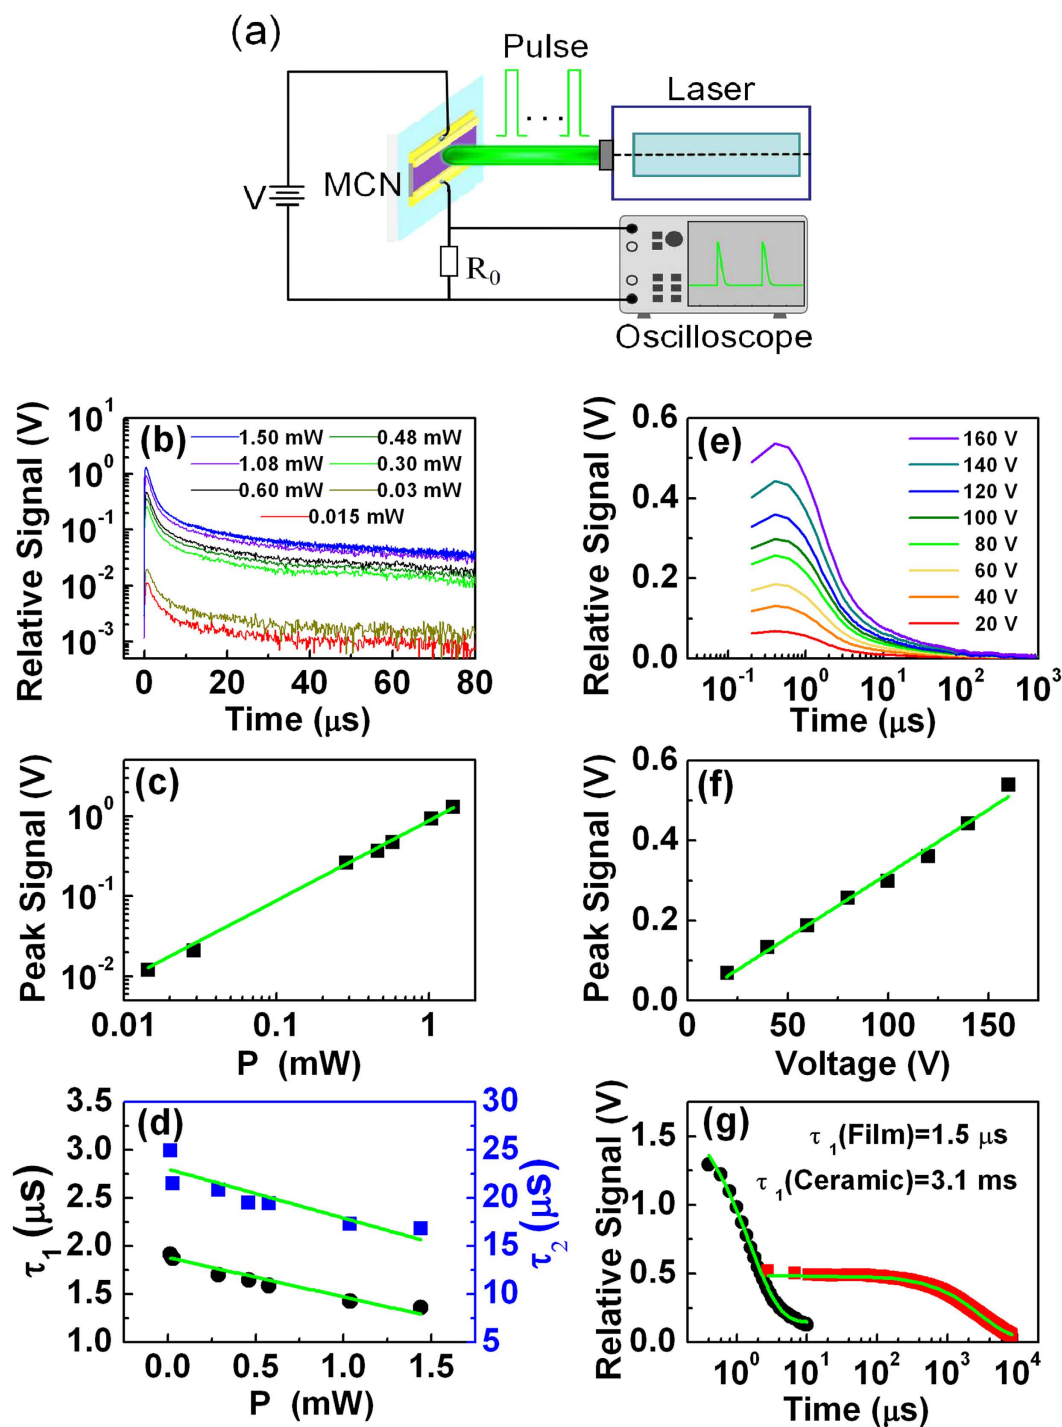 (a)
Pulse
Laser
MCN
V
R0
Oscilloscope
Relative Signal (V)
10^1
10^0
10^-1
10^-2
10^-3
(b)
1.50 mW
0.48 mW
1.08 mW
0.30 mW
0.60 mW
0.03 mW
0.015 mW
0 20 40 60 80
Time (μs)
Relative Signal (V)
0.6
0.4
0.2
0.0
(e)
160 V
140 V
120 V
100 V
80 V
60 V
40 V
20 V
10^-1 10^0 10^1 10^2 10^3
Time (μs)
Peak Signal (V)
10^0
10^-1
10^-2
(c)
0.01 0.1 1
P (mW)
Peak Signal (V)
0.6
0.4
0.2
0.0
(f)
0 50 100 150
Voltage (V)
τ1 (μs)
3.5
3.0
2.5
2.0
1.5
1.0
(d)
30
25
20
15
10
5
τ2 (μs)
0.0 0.5 1.0 1.5
P (mW)
Relative Signal (V)
1.5
1.0
0.5
0.0
(g)
τ1(Film)=1.5 μs
τ1(Ceramic)=3.1 ms
10^0 10^1 10^2 10^3 10^4
Time (μs)